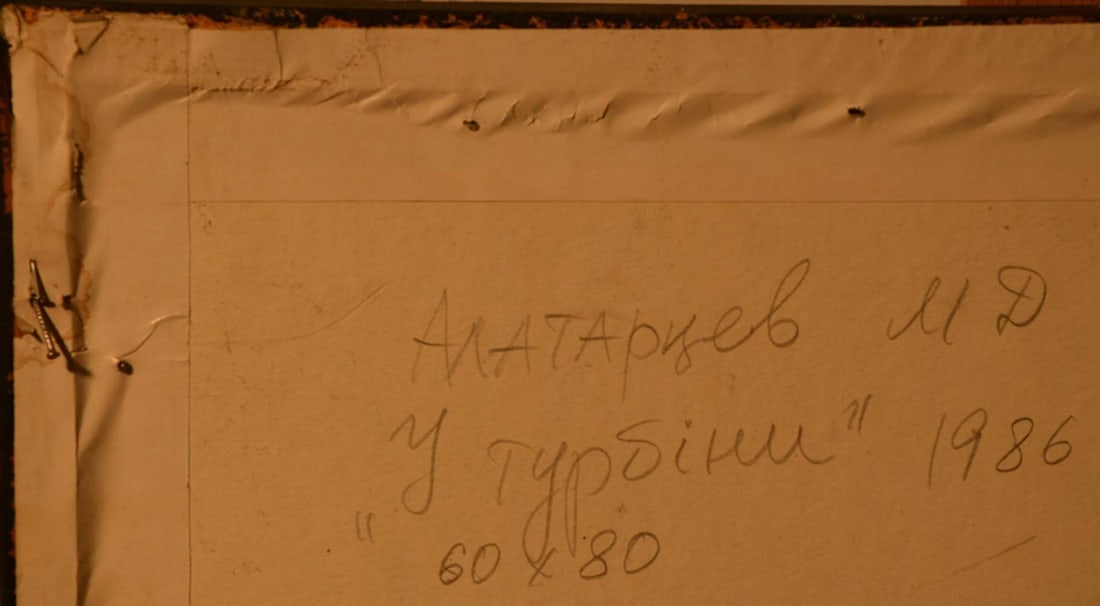 Алатарцев М Д
"У турбіни" 1986
60 х 80